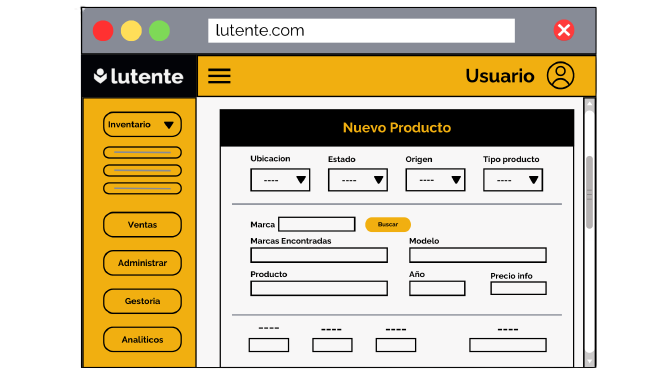 lutente.com
lutente
Usuario
Inventario
Nuevo Producto
Ubicacion Estado Origen Tipo producto
---- ---- ---- ----
Marca Buscar
Ventas
Marcas Encontradas Modelo
Administrar
Producto Año Precio info
Gestoria
---- ---- ---- ----
Analiticos